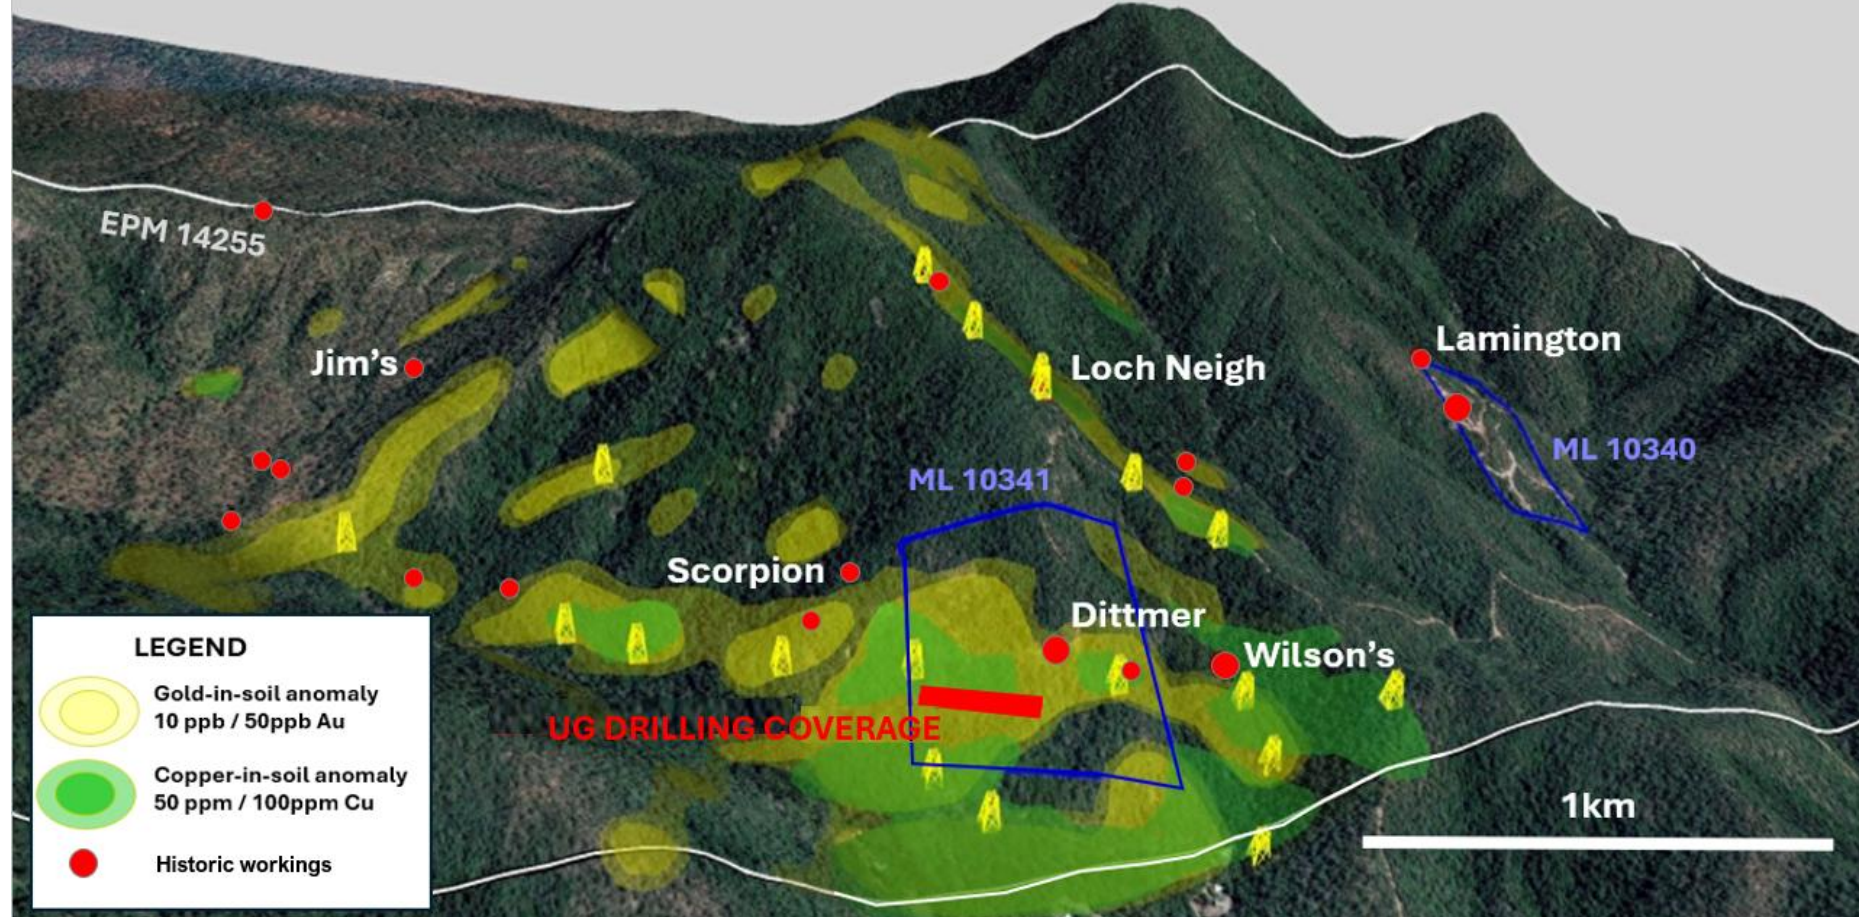 EPM 14255
Jim's
Loch Neigh
Lamington
ML 10340
ML 10341
Scorpion
Dittmer
Wilson's
UG DRILLING COVERAGE
1km
LEGEND
Gold-in-soil anomaly
10 ppb / 50ppb Au
Copper-in-soil anomaly
50 ppm / 100ppm Cu
Historic workings